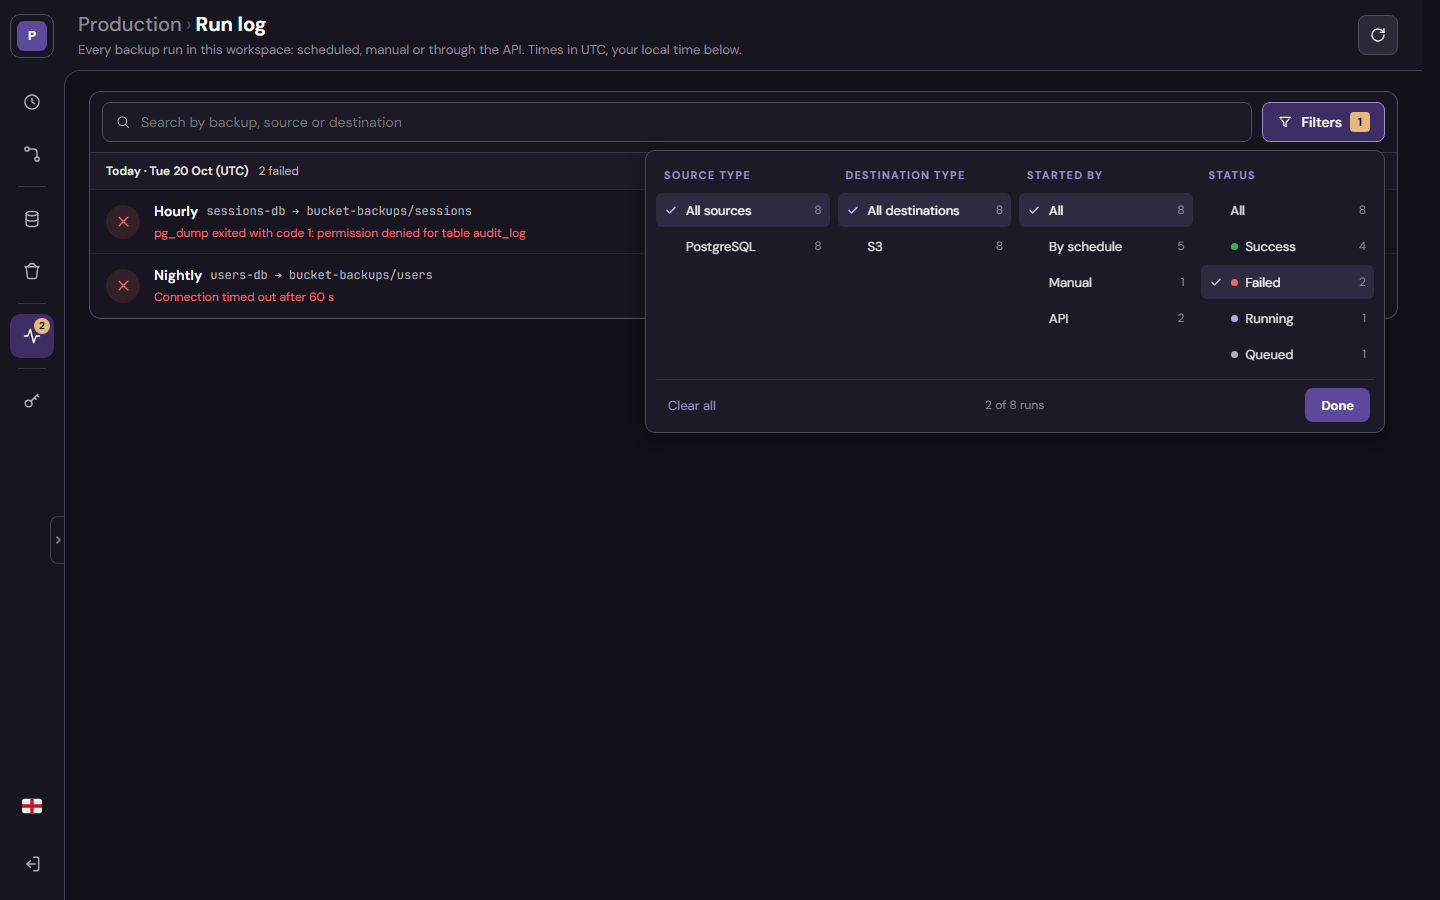 P
Production › Run log
Every backup run in this workspace: scheduled, manual or through the API. Times in UTC, your local time below.
Search by backup, source or destination
Filters 1
Today · Tue 20 Oct (UTC) 2 failed
Hourly sessions-db → bucket-backups/sessions
pg_dump exited with code 1: permission denied for table audit_log
Nightly users-db → bucket-backups/users
Connection timed out after 60 s
2
SOURCE TYPE
All sources 8
PostgreSQL 8
DESTINATION TYPE
All destinations 8
S3 8
STARTED BY
All 8
By schedule 5
Manual 1
API 2
STATUS
All 8
Success 4
Failed 2
Running 1
Queued 1
Clear all
2 of 8 runs
Done